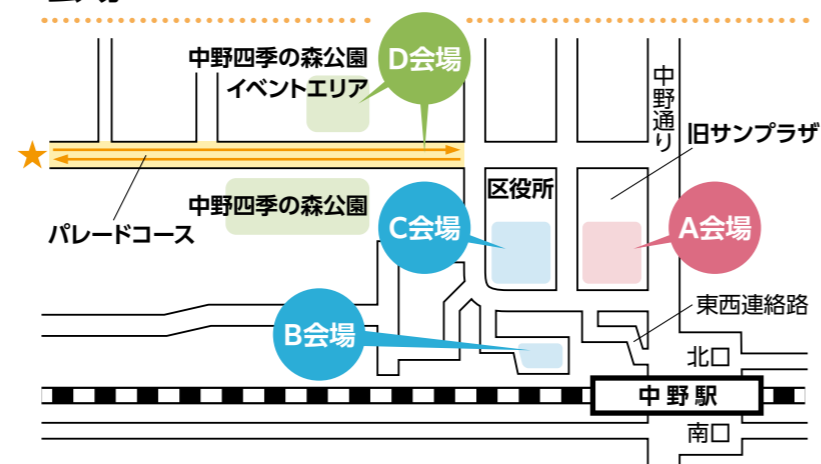 中野四季の森公園
イベントエリア
D会場
中野通り
旧サンプラザ
パレードコース
中野四季の森公園
区役所
C会場
A会場
B会場
東西連絡路
北口
中野駅
南口